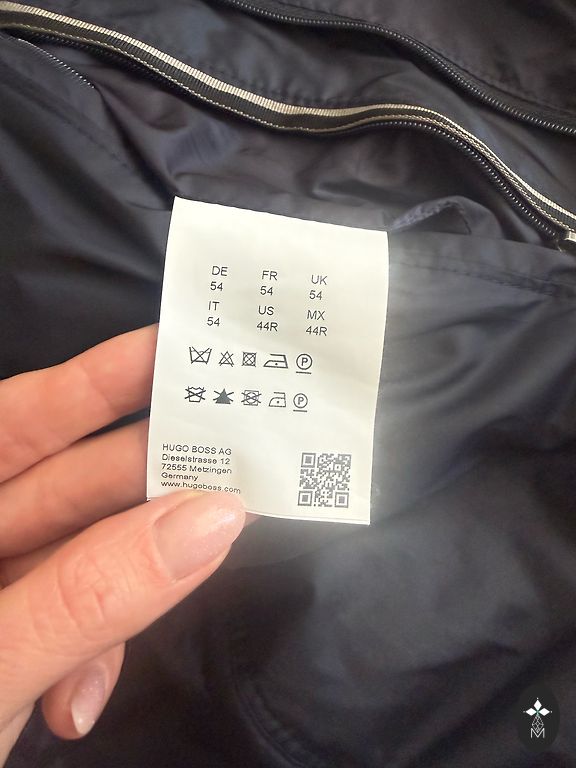 DE FR UK
54 54 54
IT US MX
54 44R 44R
P
P
HUGO BOSS AG
Dieselstrasse 12
72555 Metzingen
Germany
www.hugoboss.com
M